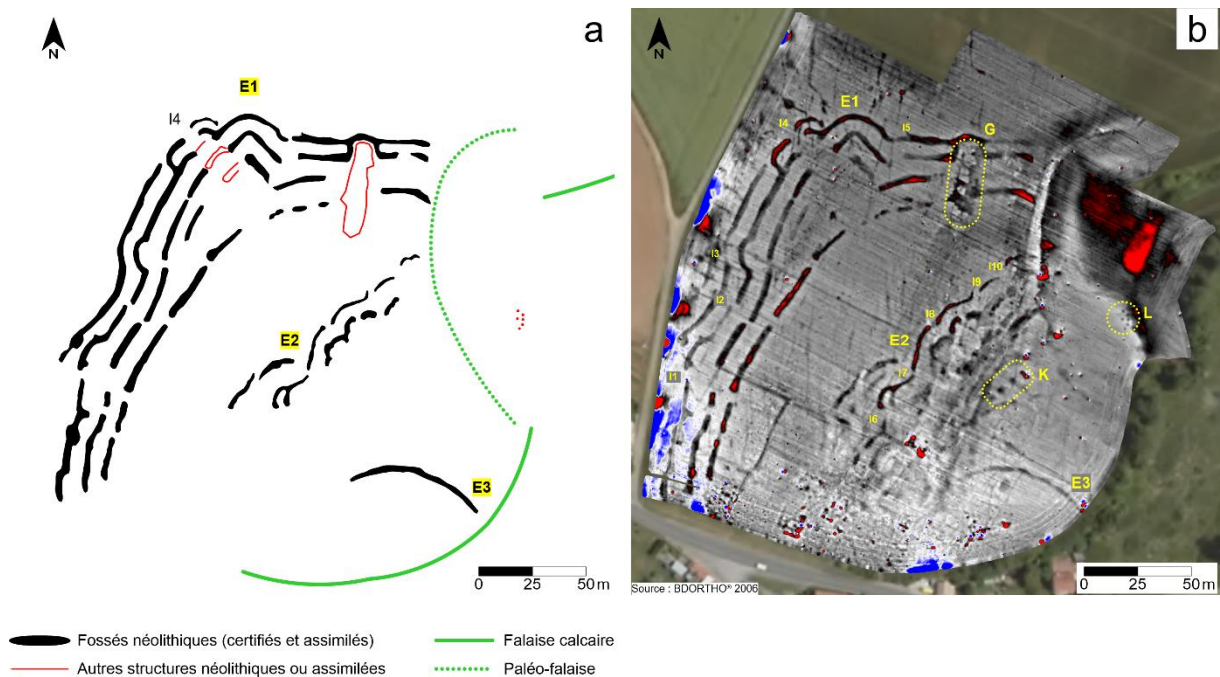 a
N
E1
I4
E2
E3
0 25 50 m
b
N
E1
I4
I5
G
I3
I2
I10
I9
L
I8
E2
K
I1
I7
I6
E3
0 25 50 m
Source : BDORTHO® 2006
Fossés néolithiques (certifiés et assimilés)
Falaise calcaire
Autres structures néolithiques ou assimilées
Paléo-falaise